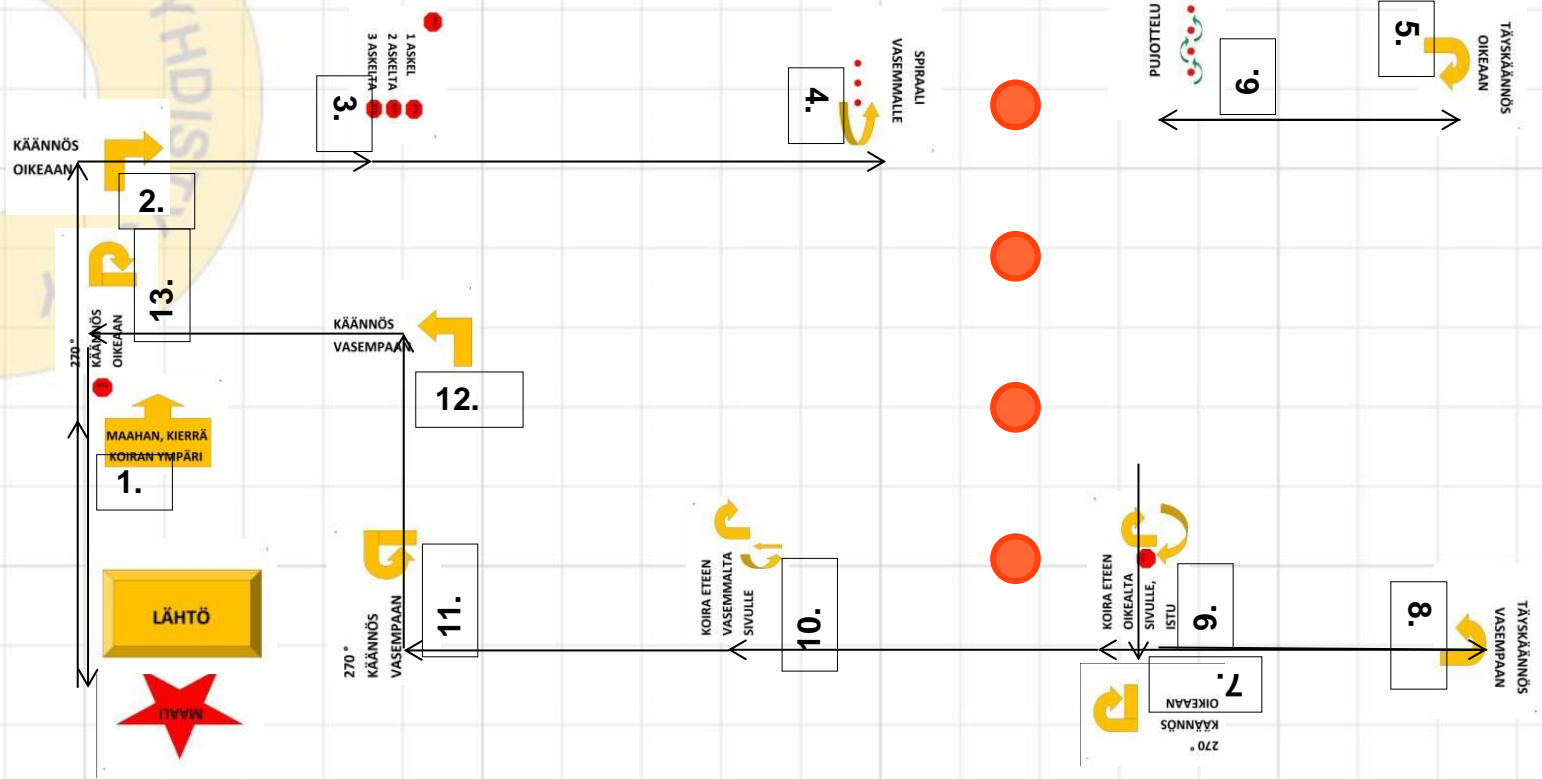 YHDIST
KÄÄNNÖS
OIKEAAN
2.
1 ASKEL
2 ASKELTA
3 ASKELTA
3.
SPIRAALI
VASEMMALLE
4.
PUJOTTELU
6.
TÄYSKÄÄNNÖS
OIKEAAN
5.
270 °
KÄÄNNÖS
OIKEAAN
13.
MAAHAN, KIERRÄ
KOIRAN YMPÄRI
1.
KÄÄNNÖS
VASEMPAAN
12.
LÄHTÖ
MAALI
270 °
KÄÄNNÖS
VASEMPAAN
11.
KOIRA ETEEN
VASEMMALTA
SIVULLE
10.
KOIRA ETEEN
OIKEALTA
SIVULLE,
ISTU
9.
270 °
KÄÄNNÖS
OIKEAAN
7.
TÄYSKÄÄNNÖS
VASEMPAAN
8.